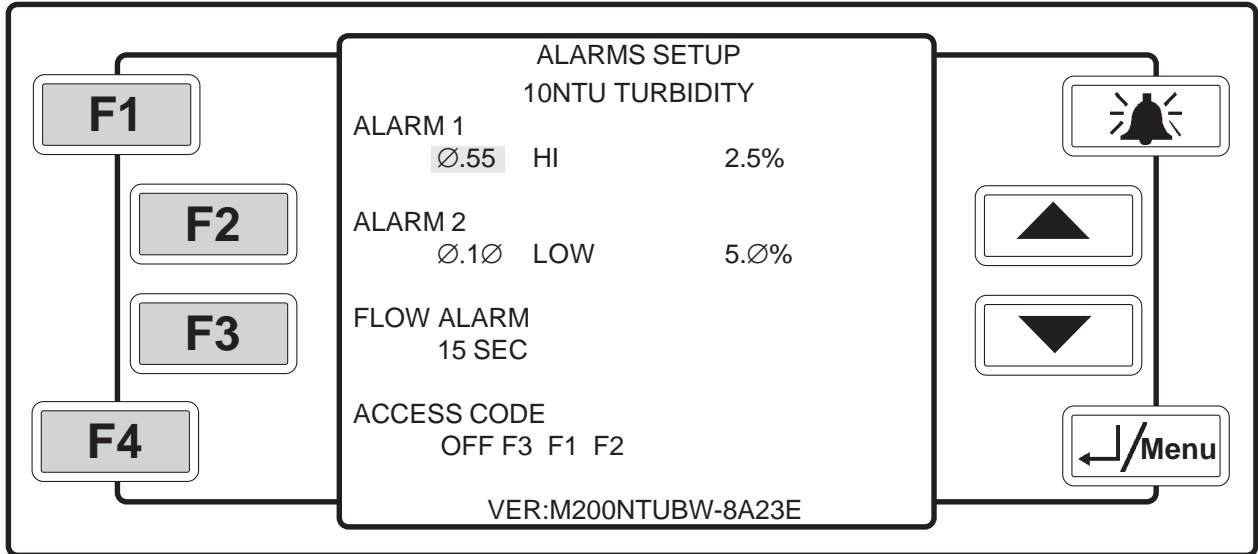 ALARMS SETUP
10NTU TURBIDITY
F1
ALARM 1
∅.55 HI 2.5%
F2
ALARM 2
∅.1∅ LOW 5.∅%
F3
FLOW ALARM
15 SEC
F4
ACCESS CODE
OFF F3 F1 F2
/Menu
VER:M200NTUBW-8A23E